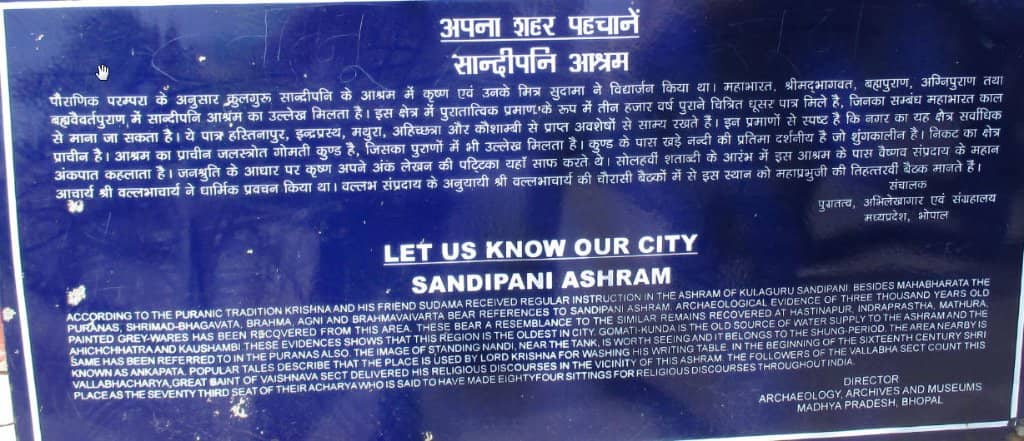 अपना शहर पहचानें
सान्दीपनि आश्रम
पौराणिक परम्परा के अनुसार कुलगुरू सान्दीपनि के आश्रम में कृष्ण एवं उनके मित्र सुदामा ने विद्यार्जन किया था। महाभारत, श्रीमदभागवत, ब्रह्मपुराण, अग्निपुराण तथा
ब्रह्मवैवर्तपुराण में सान्दीपनि आश्रम का उल्लेख मिलता है। इस क्षेत्र में पुरातात्विक प्रमाण के रूप में तीन हजार वर्ष पुराने चित्रित धूसर पात्र मिले है, जिनका सम्बंध महाभारत काल
से माना जा सकता है। ये पात्र हस्तिनापुर, इन्द्रप्रस्थ, मथुरा, अहिच्छत्रा और कौशाम्बी से प्राप्त अवशेषों से साम्य रखते है। इन प्रमाणों से स्पष्ट है कि नगर का यह क्षैत्र सर्वाधिक
प्राचीन है। आश्रम का प्राचीन जलस्त्रोत गोमती कुण्ड है, जिसका पुराणों में भी उल्लेख मिलता है। कुण्ड के पास खड़े नन्दी की प्रतिमा दर्शनीय है जो शुंगकालीन है। निकट का क्षेत्र
अंकपात कहलाता है। जनश्रुति के आधार पर कृष्ण अपने अंक लेखन की पट्टिका यहाँ साफ करते थे। सोलहवीं शताब्दी के आरंभ में इस आश्रम के पास वैष्णव संप्रदाय के महान
आचार्य श्री वल्लभाचार्य ने धार्मिक प्रवचन किया था। वल्लभ संप्रदाय के अनुयायी श्री वल्लभाचार्य की चौरासी बैठकों में से इस स्थान को महाप्रभुजी की तिहत्तरवी बैठक मानते है।
संचालक
पुरातत्व, अभिलेखागार एवं संग्रहालय
मध्यप्रदेश, भोपाल
LET US KNOW OUR CITY
SANDIPANI ASHRAM
ACCORDING TO THE PURANIC TRADITION KRISHNA AND HIS FRIEND SUDAMA RECEIVED REGULAR INSTRUCTION IN THE ASHRAM OF KULAGURU SANDIPANI. BESIDES MAHABHARATA THE
PURANAS, SHRIMAD-BHAGAVATA, BRAHMA, AGNI AND BRAHMAVAIVARTA BEAR REFERENCES TO SANDIPANI ASHRAM. ARCHAEOLOGICAL EVIDENCE OF THREE THOUSAND YEARS OLD
PAINTED GREY-WARES HAS BEEN RECOVERED FROM THIS AREA. THESE BEAR A RESEMBLANCE TO THE SIMILAR REMAINS RECOVERED AT HASTINAPUR, INDRAPRASTHA, MATHURA,
AHICHCHHATRA AND KAUSHAMBI THESE EVIDENCES SHOWS THAT THIS REGION IS THE OLDEST IN CITY. GOMATI-KUNDA IS THE OLD SOURCE OF WATER SUPPLY TO THE ASHRAM AND THE
SAME HAS BEEN REFERRED TO IN THE PURANAS ALSO. THE IMAGE OF STANDING NANDI, NEAR THE TANK, IS WORTH SEEING AND IT BELONGS TO THE SHUNG-PERIOD. THE AREA NEARBY IS
KNOWN AS ANKAPATA. POPULAR TALES DESCRIBE THAT THE PLACE IS USED BY LORD KRISHNA FOR WASHING HIS WRITING TABLE. IN THE BEGINNING OF THE SIXTEENTH CENTURY SHRI
VALLABHACHARYA,GREAT SAINT OF VAISHNAVA SECT DELIVERED HIS RELIGIOUS DISCOURSES IN THE VICINITY OF THIS ASHRAM. THE FOLLOWERS OF THE VALLABHA SECT COUNT THIS
PLACE AS THE SEVENTY THIRD SEAT OF THEIR ACHARYA WHO IS SAID TO HAVE MADE EIGHTYFOUR SITTINGS FOR RELIGIOUS DISCOURSES THROUGHOUT INDIA.
DIRECTOR
ARCHAEOLOGY, ARCHIVES AND MUSEUMS
MADHYA PRADESH, BHOPAL